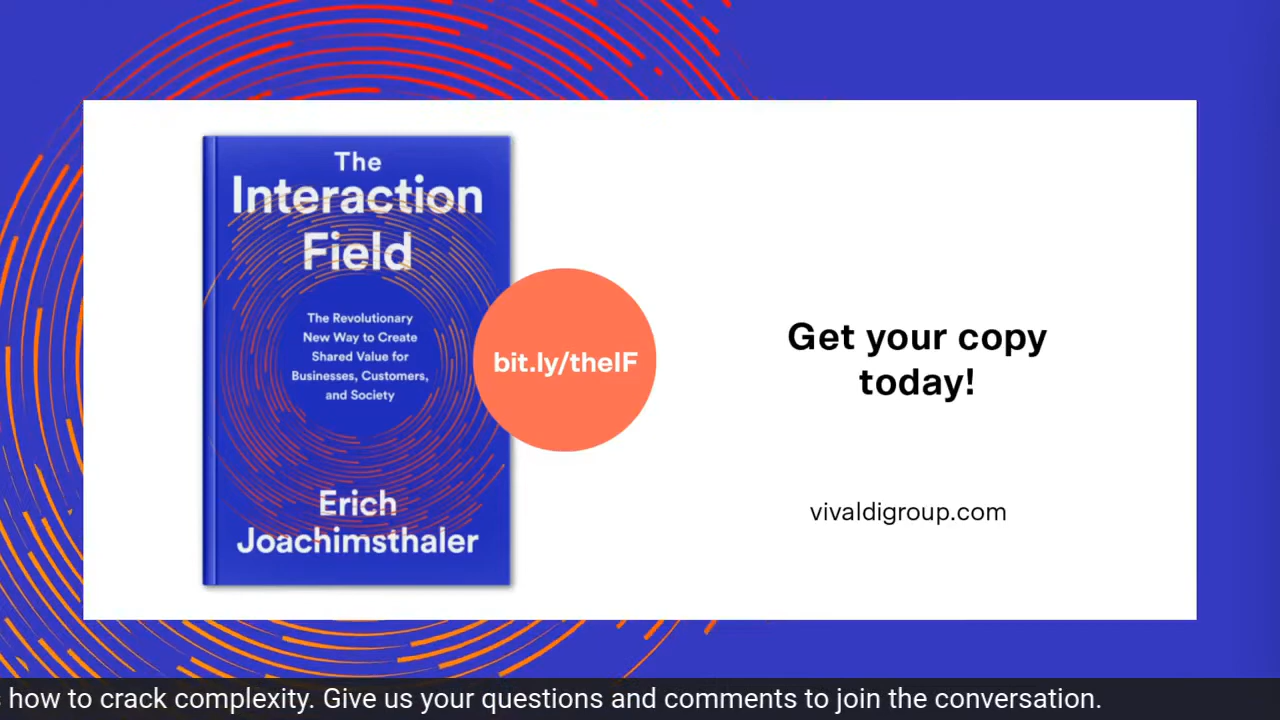 The
Interaction
Field
The Revolutionary
New Way to Create
Shared Value for
Businesses, Customers,
and Society
Erich
Joachimsthaler
bit.ly/theIF
Get your copy
today!
vivaldigroup.com
how to crack complexity. Give us your questions and comments to join the conversation.